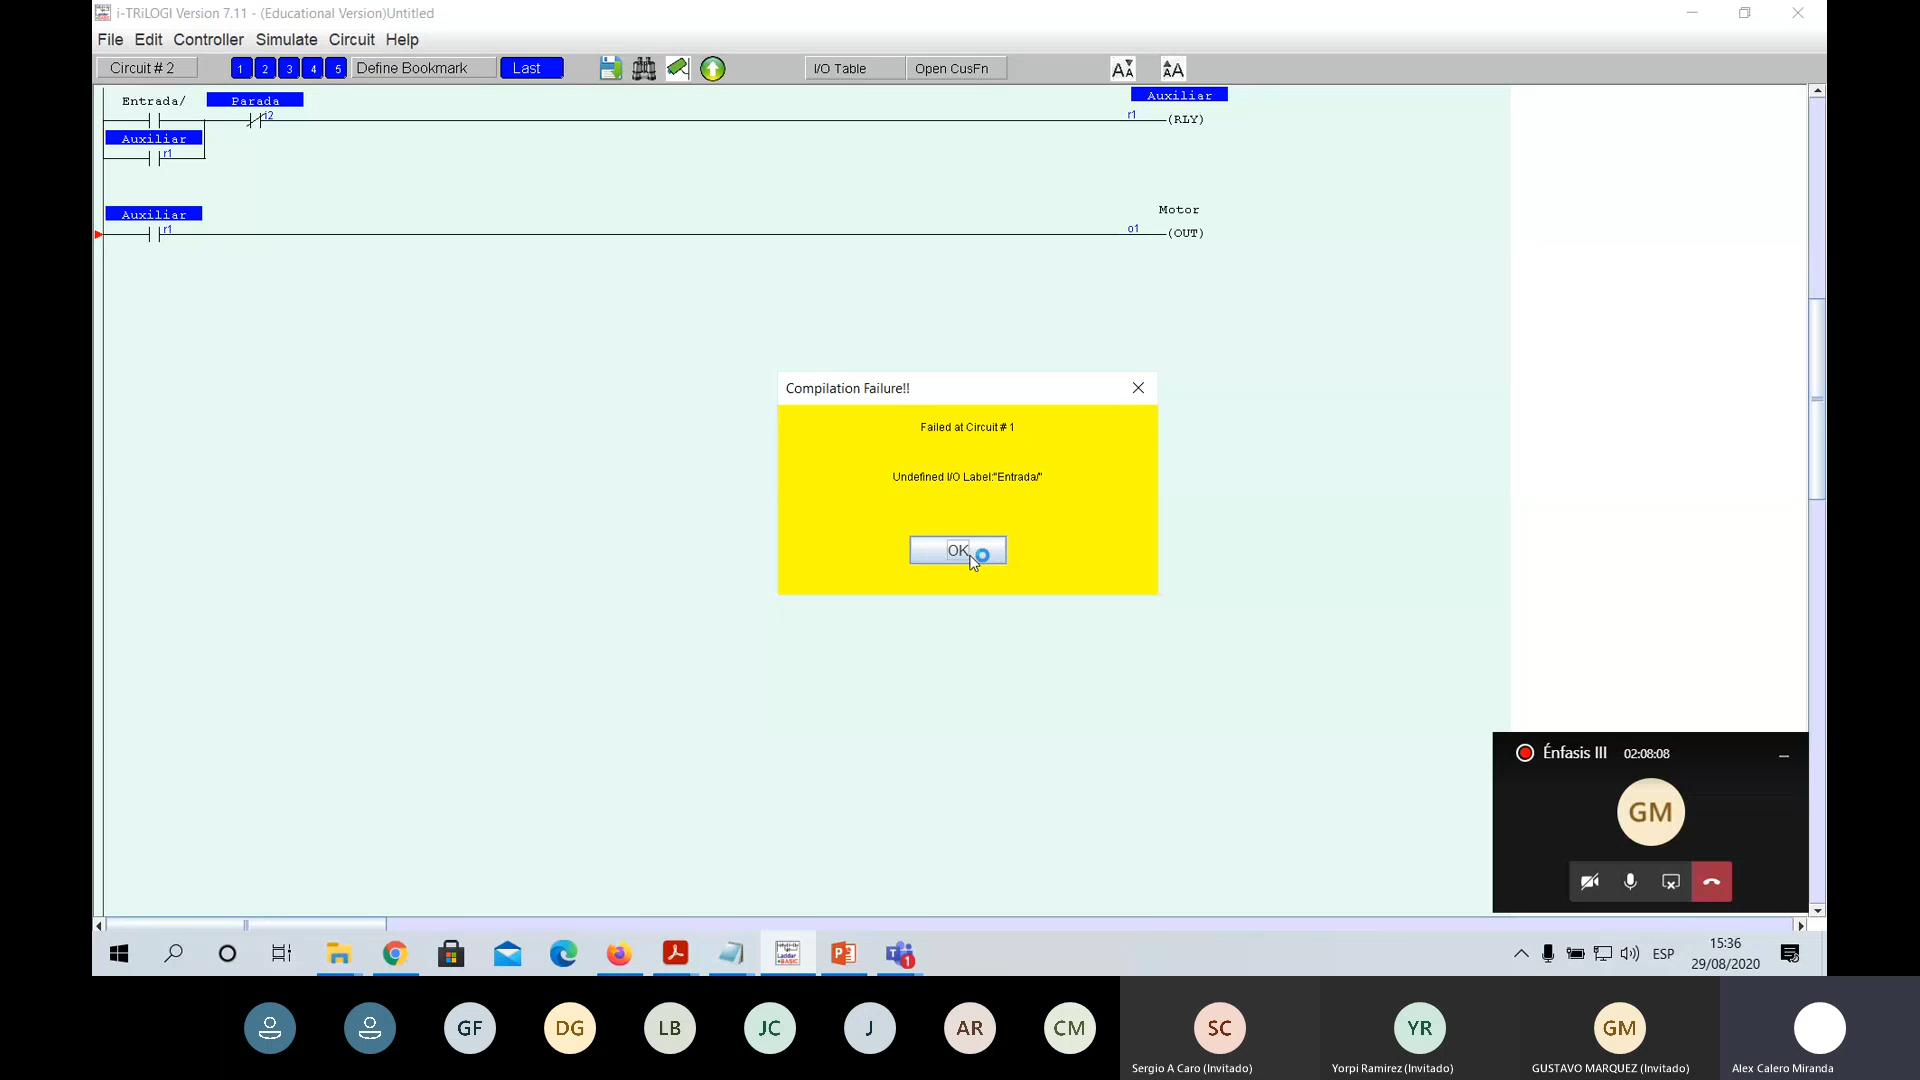 i-TRiLOGI Version 7.11 - (Educational Version)Untitled
File Edit Controller Simulate Circuit Help
Circuit # 2 1 2 3 4 5 Define Bookmark Last I/O Table Open CusFn
Entrada/ Parada Auxiliar
r2 r1 (RLY)
Auxiliar
r1
Auxiliar Motor
r1 o1 (OUT)
Compilation Failure!!
Failed at Circuit # 1
Undefined I/O Label:"Entrada/"
OK
Énfasis III 02:08:08
GM
ESP 15:36
29/08/2020
GF DG LB JC J AR CM SC YR GM
Sergio A Caro (Invitado) Yorpi Ramirez (Invitado) GUSTAVO MARQUEZ (Invitado) Alex Calero Miranda